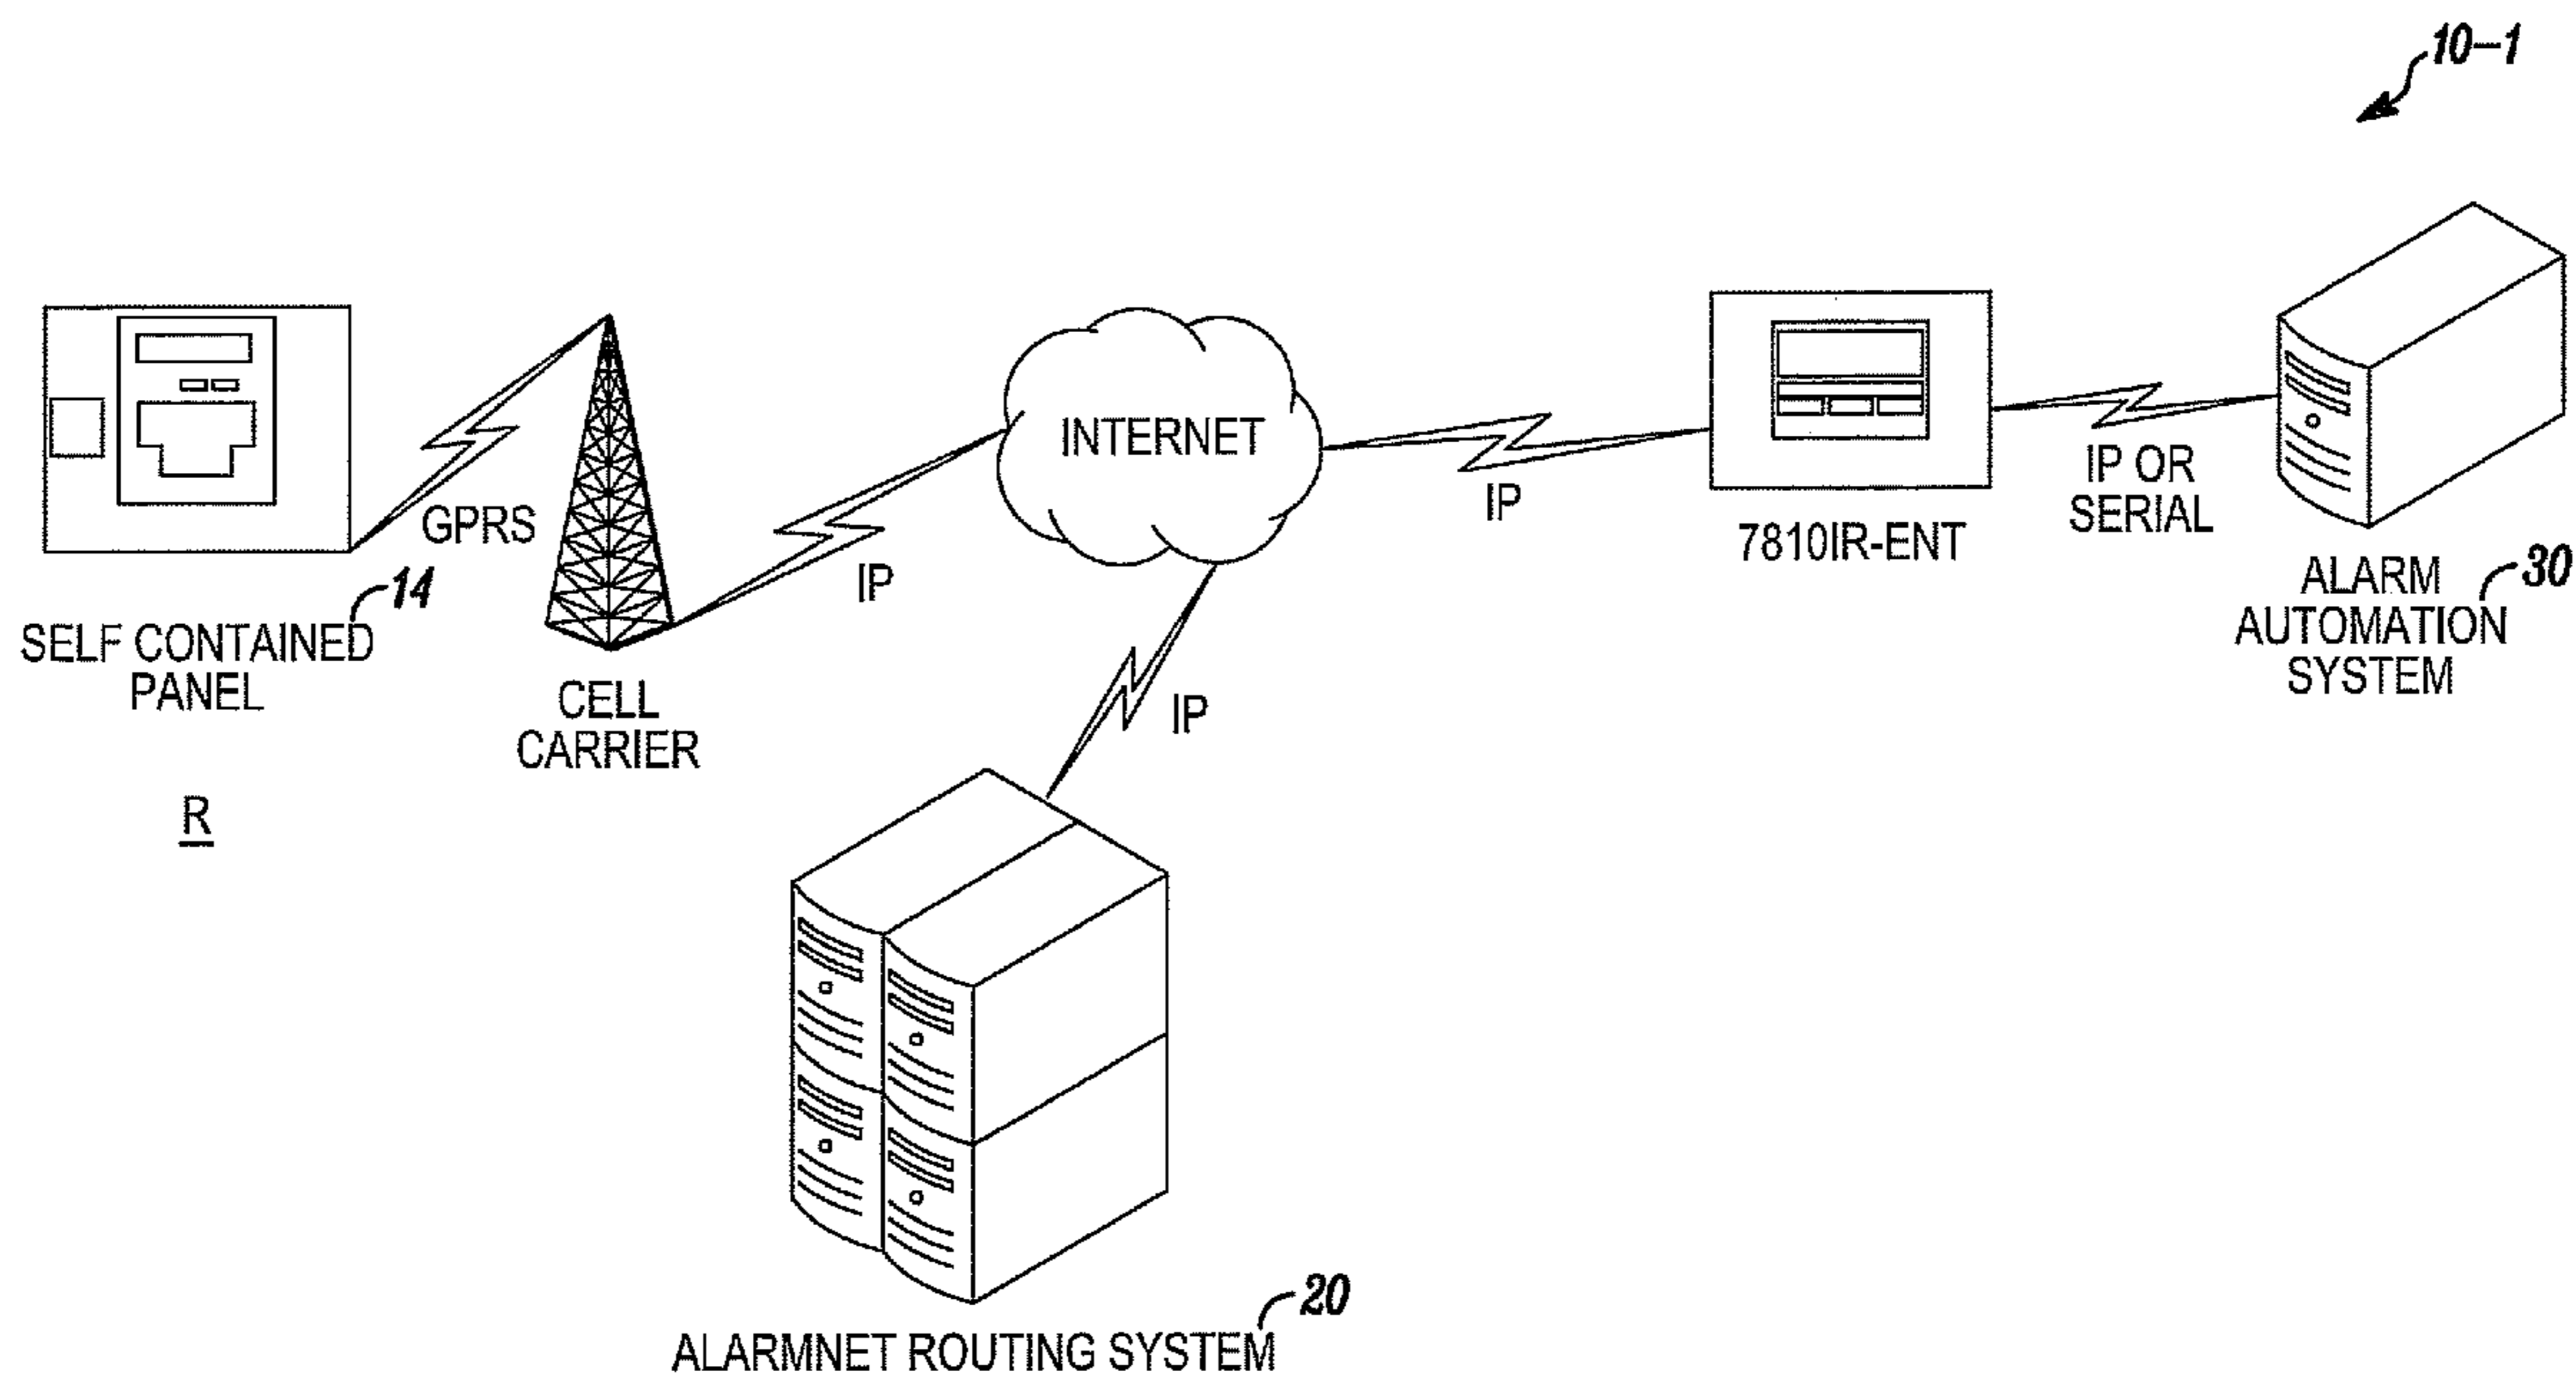 10-1
INTERNET
GPRS
IP
IP
IP OR
SERIAL
7810IR-ENT
14
SELF CONTAINED
PANEL
30
ALARM
AUTOMATION
SYSTEM
CELL
CARRIER
IP
R
20
ALARMNET ROUTING SYSTEM